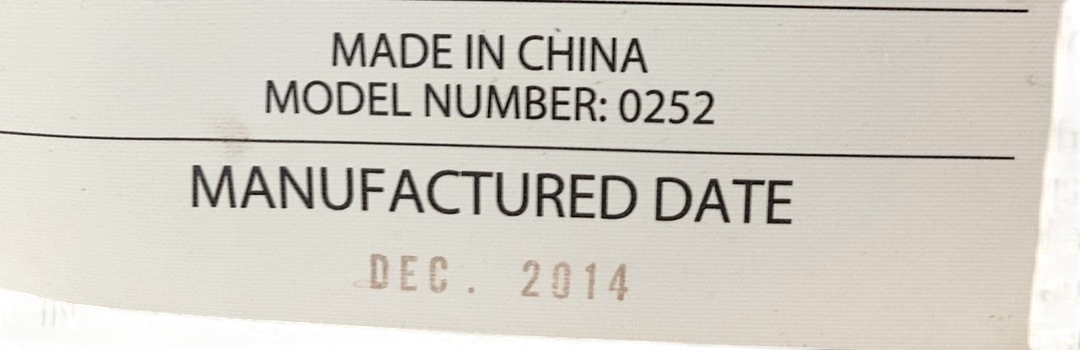 MADE IN CHINA
MODEL NUMBER: 0252
MANUFACTURED DATE
DEC. 2014